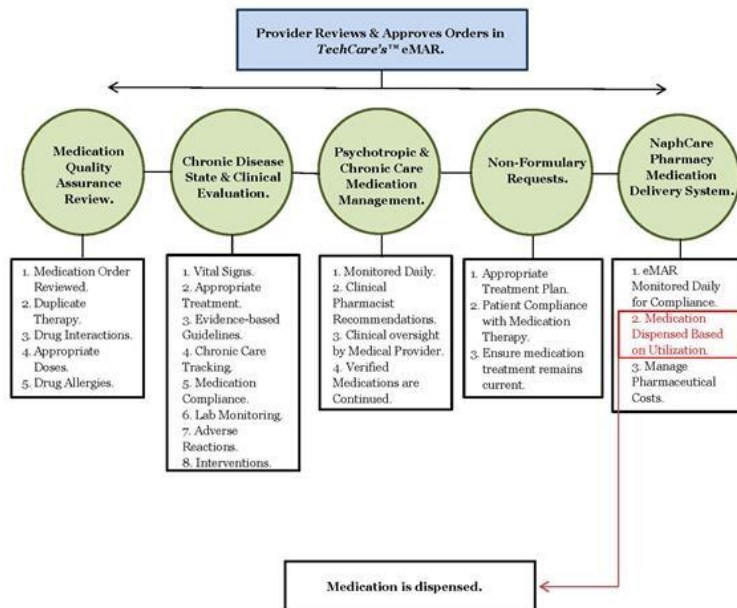 Provider Reviews & Approves Orders in
TechCare's™ eMAR.
Medication
Quality
Assurance
Review.
Chronic Disease
State & Clinical
Evaluation.
Psychotropic &
Chronic Care
Medication
Management.
Non-Formulary
Requests.
NaphCare
Pharmacy
Medication
Delivery System.
1. Medication Order
Reviewed.
2. Duplicate
Therapy.
3. Drug Interactions.
4. Appropriate
Doses.
5. Drug Allergies.
1. Vital Signs.
2. Appropriate
Treatment.
3. Evidence-based
Guidelines.
4. Chronic Care
Tracking.
5. Medication
Compliance.
6. Lab Monitoring.
7. Adverse
Reactions.
8. Interventions.
1. Monitored Daily.
2. Clinical
Pharmacist
Recommendations.
3. Clinical oversight
by Medical Provider.
4. Verified
Medications are
Continued.
1. Appropriate
Treatment Plan.
2. Patient Compliance
with Medication
Therapy.
3. Ensure medication
treatment remains
current.
1. eMAR
Monitored Daily
for Compliance.
2. Medication
Dispensed Based
on Utilization.
3. Manage
Pharmaceutical
Costs.
Medication is dispensed.